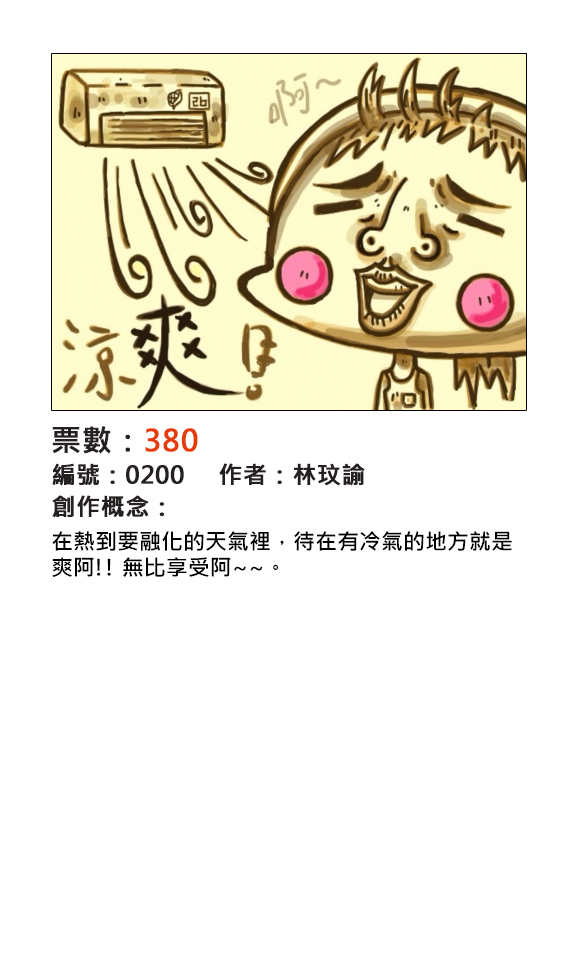 26
啊~
涼爽!
票數：380
編號：0200 作者：林玟諭
創作概念：
在熱到要融化的天氣裡，待在有冷氣的地方就是
爽阿!! 無比享受阿~~。